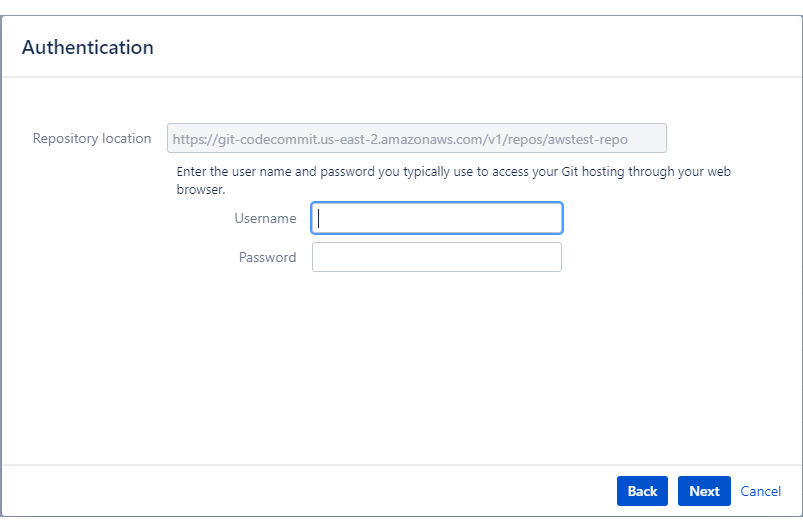 Authentication
Repository location https://git-codecommit.us-east-2.amazonaws.com/v1/repos/awstest-repo
Enter the user name and password you typically use to access your Git hosting through your web
browser.
Username
Password
Back Next Cancel